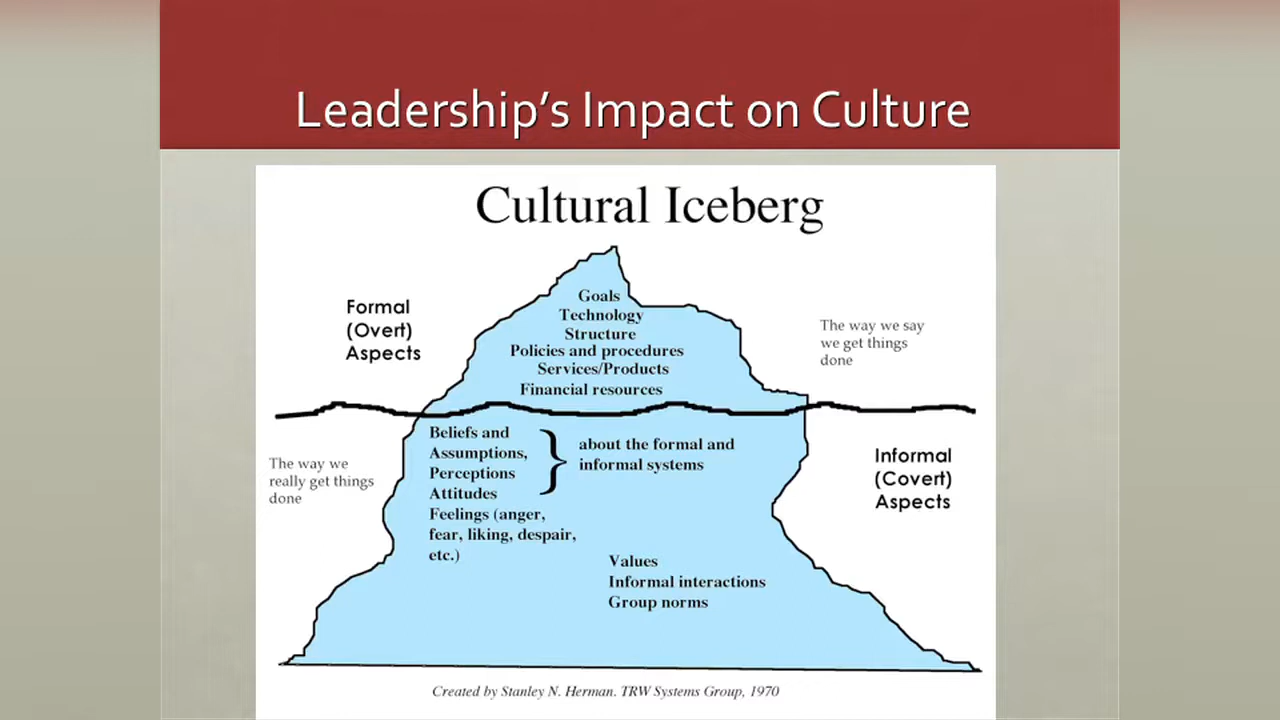 Leadership's Impact on Culture
Cultural Iceberg
Formal
(Overt)
Aspects
Goals
Technology
Structure
Policies and procedures
Services/Products
Financial resources
The way we say
we get things
done
The way we
really get things
done
Beliefs and
Assumptions,
Perceptions
Attitudes
Feelings (anger,
fear, liking, despair,
etc.)
about the formal and
informal systems
Values
Informal interactions
Group norms
Informal
(Covert)
Aspects
Created by Stanley N. Herman. TRW Systems Group, 1970